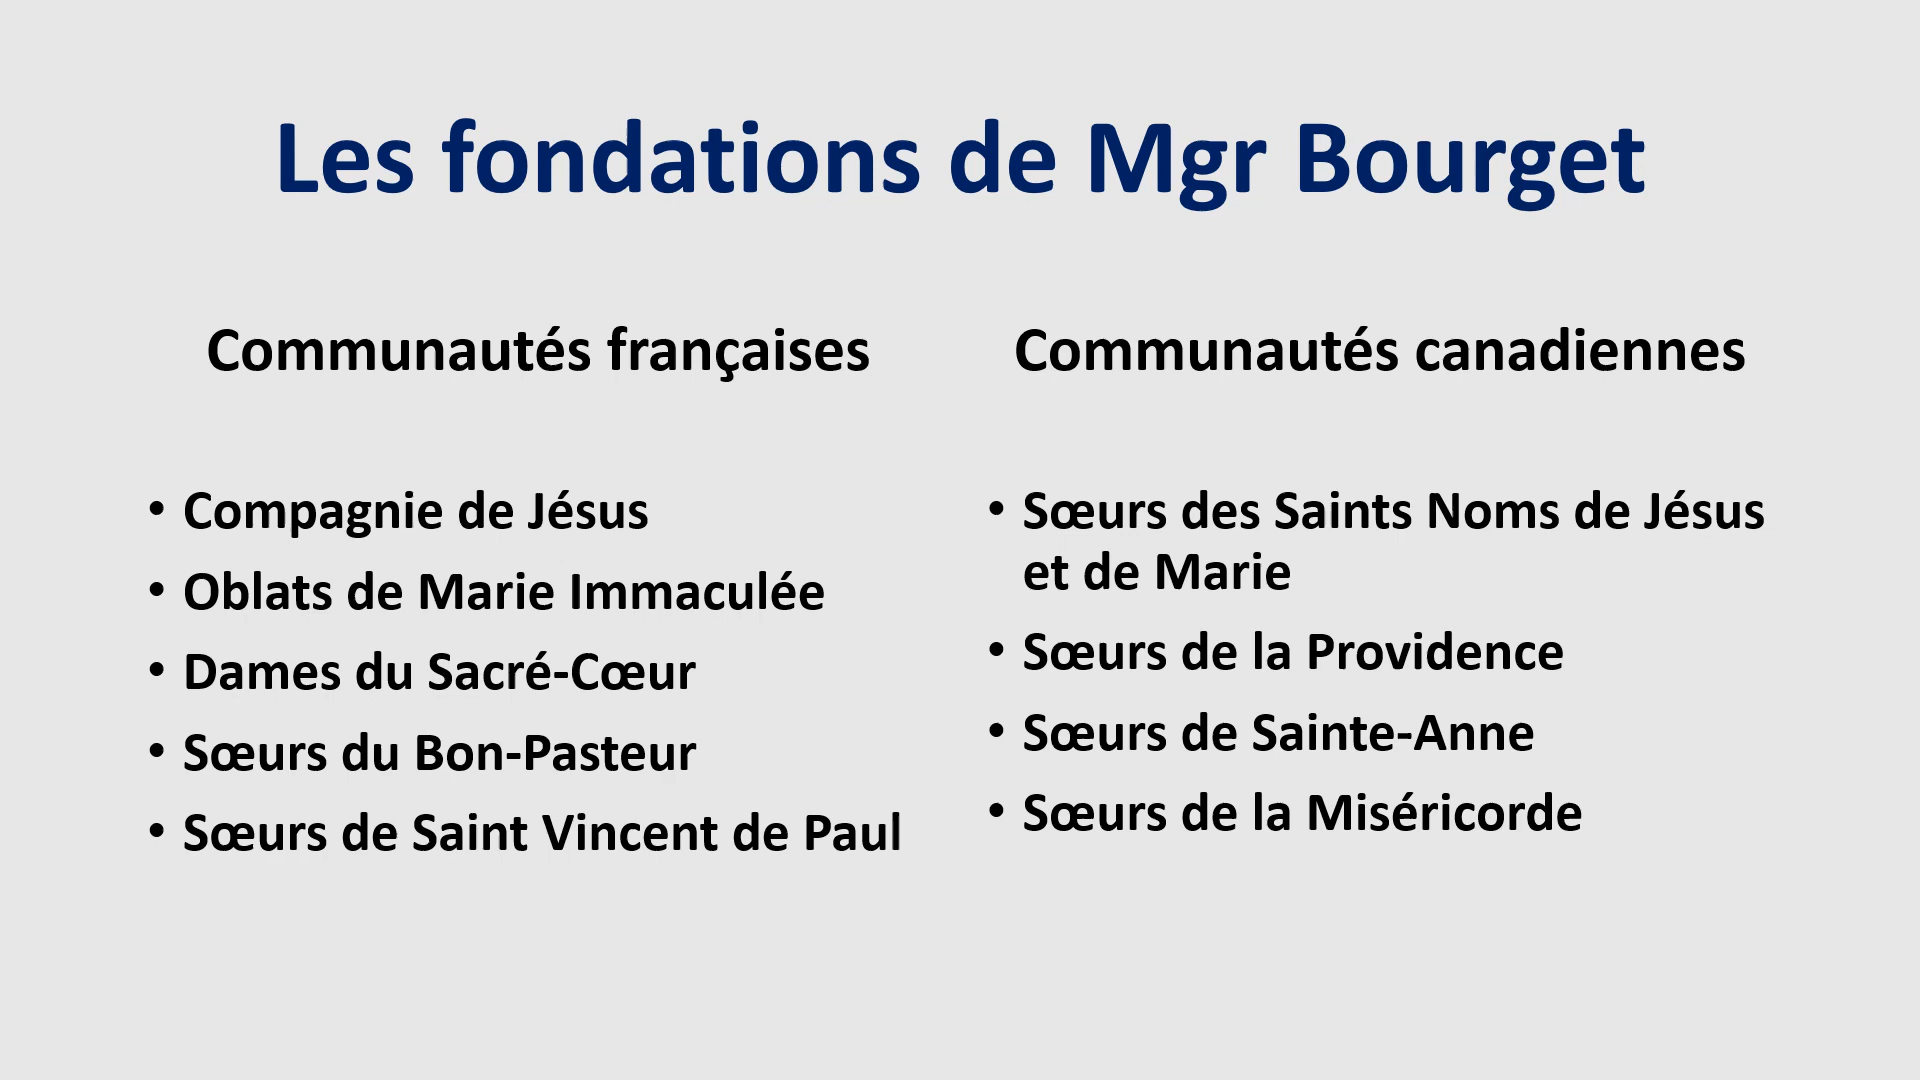 Les fondations de Mgr Bourget
Communautés françaises
• Compagnie de Jésus
• Oblats de Marie Immaculée
• Dames du Sacré-Cœur
• Sœurs du Bon-Pasteur
• Sœurs de Saint Vincent de Paul
Communautés canadiennes
• Sœurs des Saints Noms de Jésus
et de Marie
• Sœurs de la Providence
• Sœurs de Sainte-Anne
• Sœurs de la Miséricorde